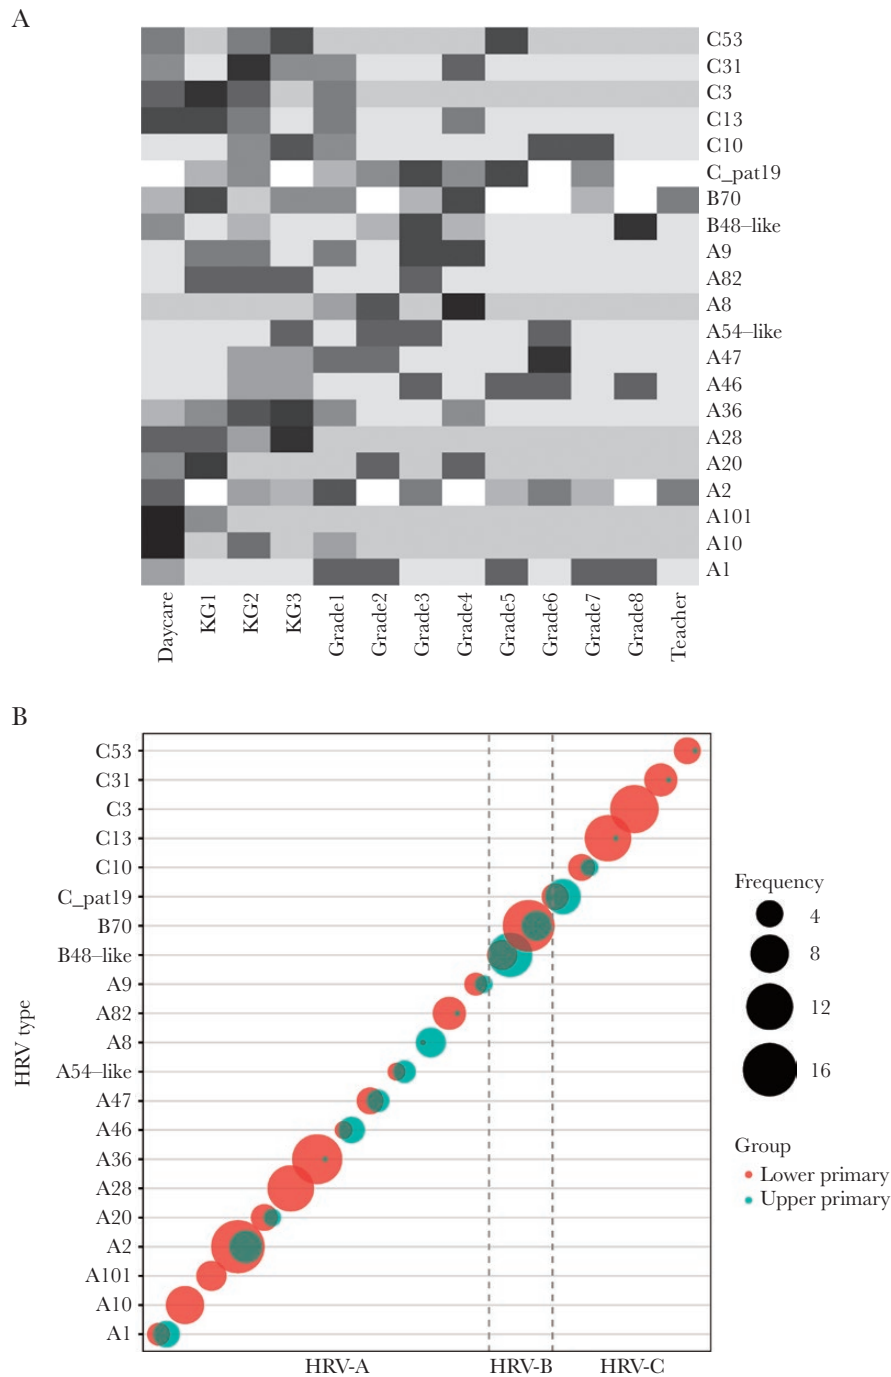 A
C53
C31
C3
C13
C10
C_pat19
B70
B48–like
A9
A82
A8
A54–like
A47
A46
A36
A28
A20
A2
A101
A10
A1
Daycare
KG1
KG2
KG3
Grade1
Grade2
Grade3
Grade4
Grade5
Grade6
Grade7
Grade8
Teacher
B
HRV type
C53
C31
C3
C13
C10
C_pat19
B70
B48–like
A9
A82
A8
A54–like
A47
A46
A36
A28
A20
A2
A101
A10
A1
HRV-A HRV-B HRV-C
Frequency
4
8
12
16
Group
Lower primary
Upper primary